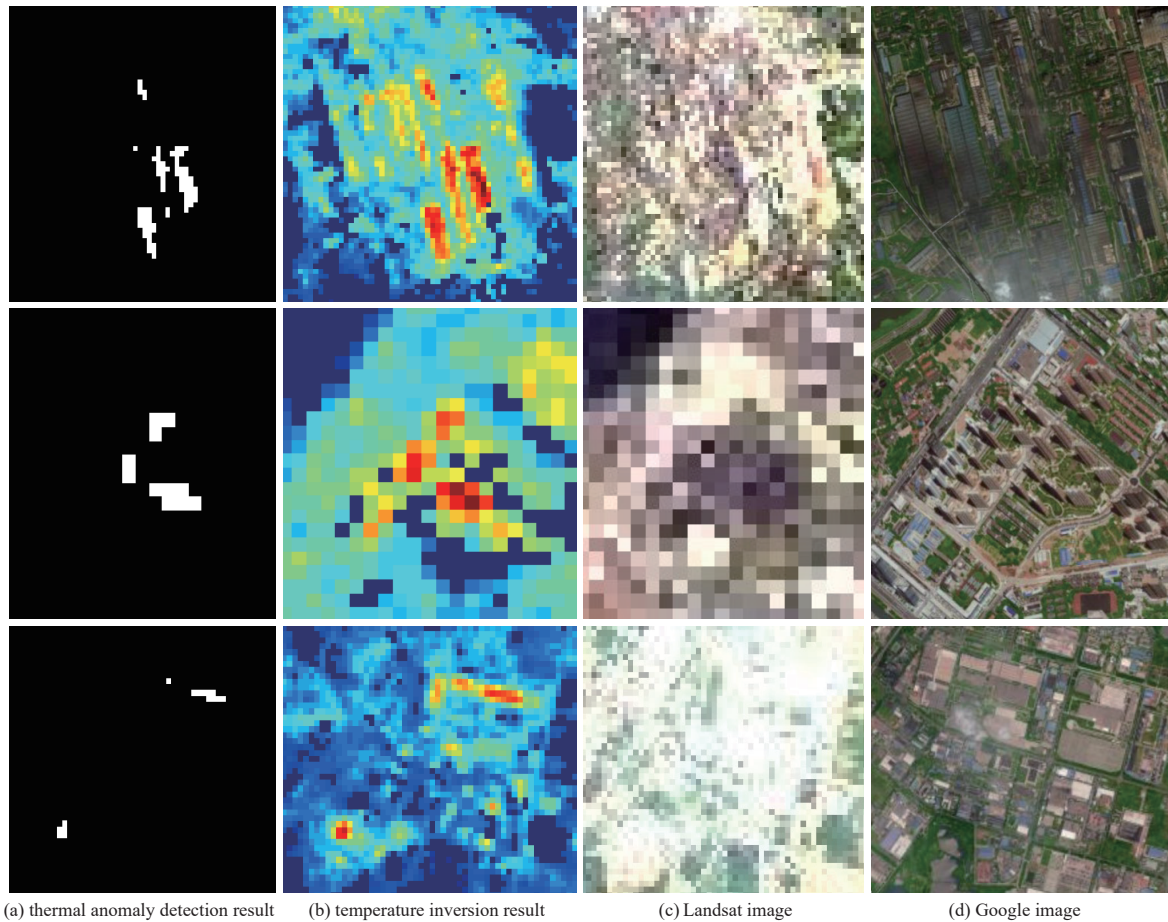 (a) thermal anomaly detection result (b) temperature inversion result (c) Landsat image (d) Google image